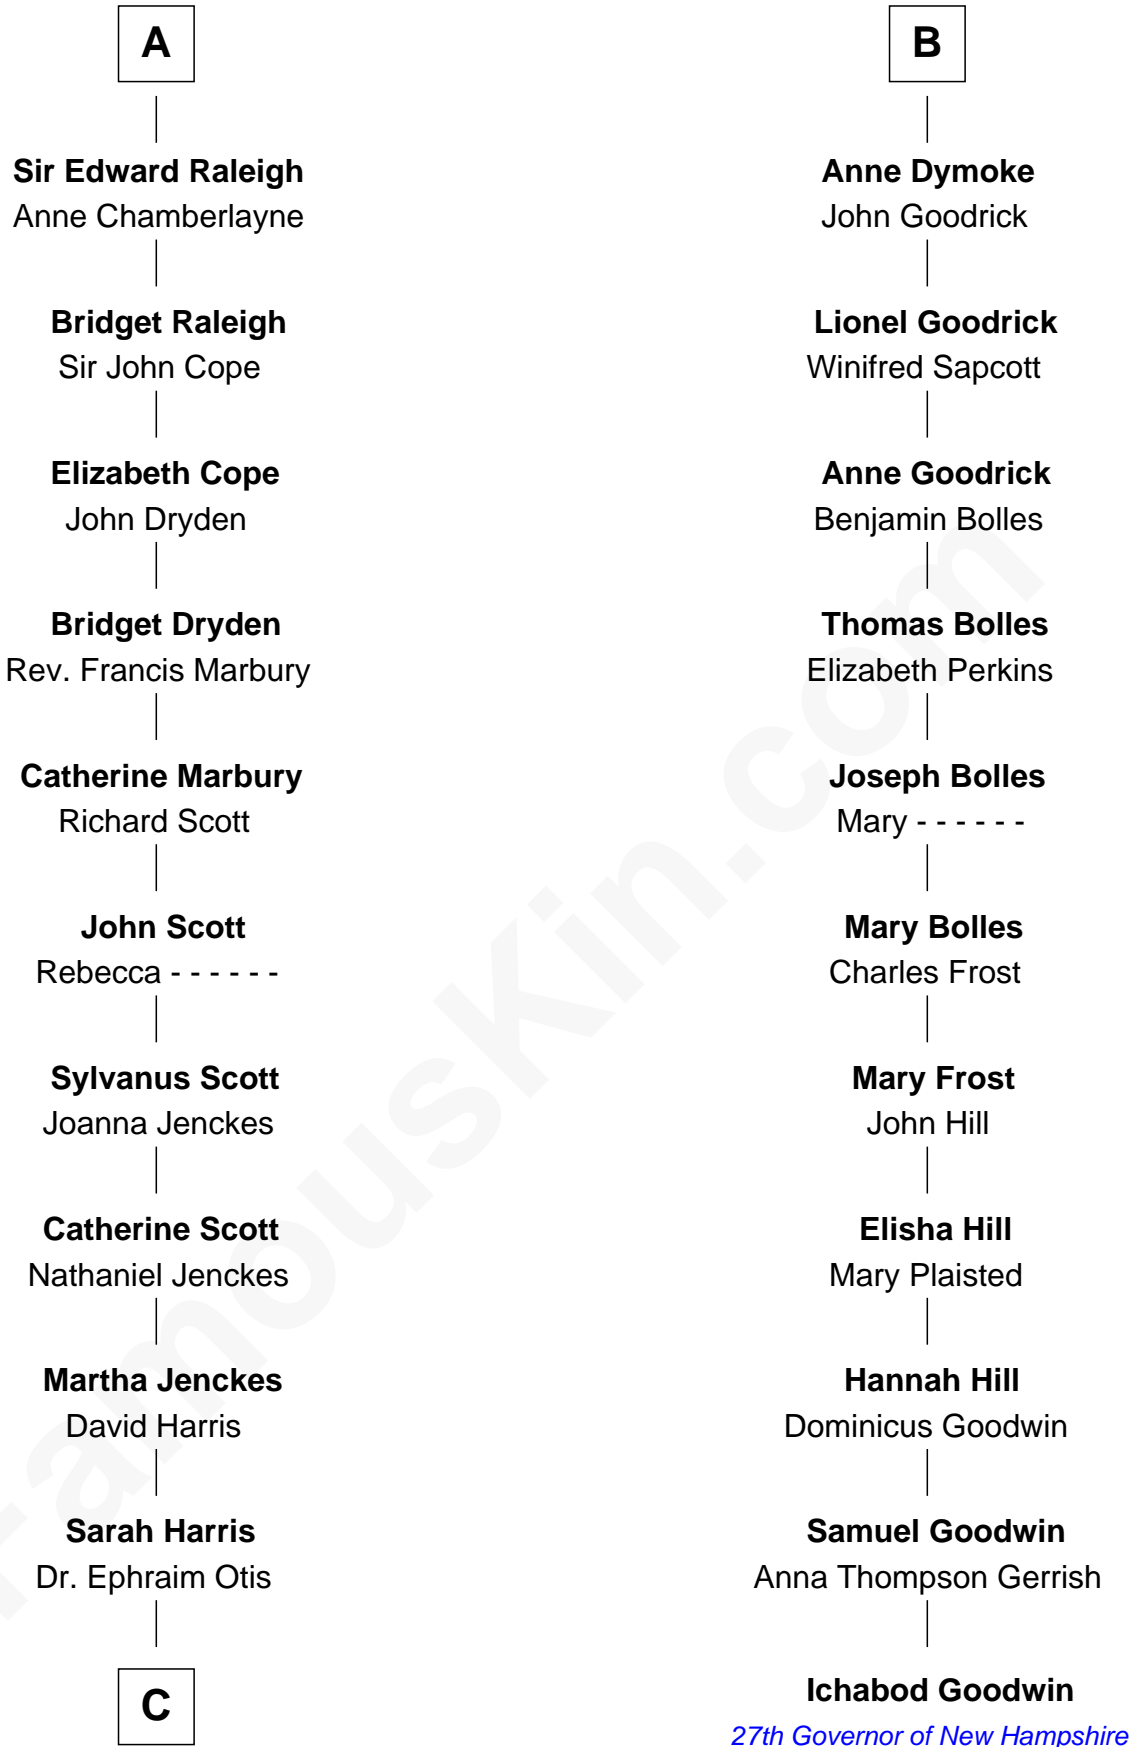 A
Sir Edward Raleigh
Anne Chamberlayne
Bridget Raleigh
Sir John Cope
Elizabeth Cope
John Dryden
Bridget Dryden
Rev. Francis Marbury
Catherine Marbury
Richard Scott
John Scott
Rebecca - - - - - -
Sylvanus Scott
Joanna Jenckes
Catherine Scott
Nathaniel Jenckes
Martha Jenckes
David Harris
Sarah Harris
Dr. Ephraim Otis
C
B
Anne Dymoke
John Goodrick
Lionel Goodrick
Winifred Sapcott
Anne Goodrick
Benjamin Bolles
Thomas Bolles
Elizabeth Perkins
Joseph Bolles
Mary - - - - - -
Mary Bolles
Charles Frost
Mary Frost
John Hill
Elisha Hill
Mary Plaisted
Hannah Hill
Dominicus Goodwin
Samuel Goodwin
Anna Thompson Gerrish
Ichabod Goodwin
27th Governor of New Hampshire
FamousKin.com